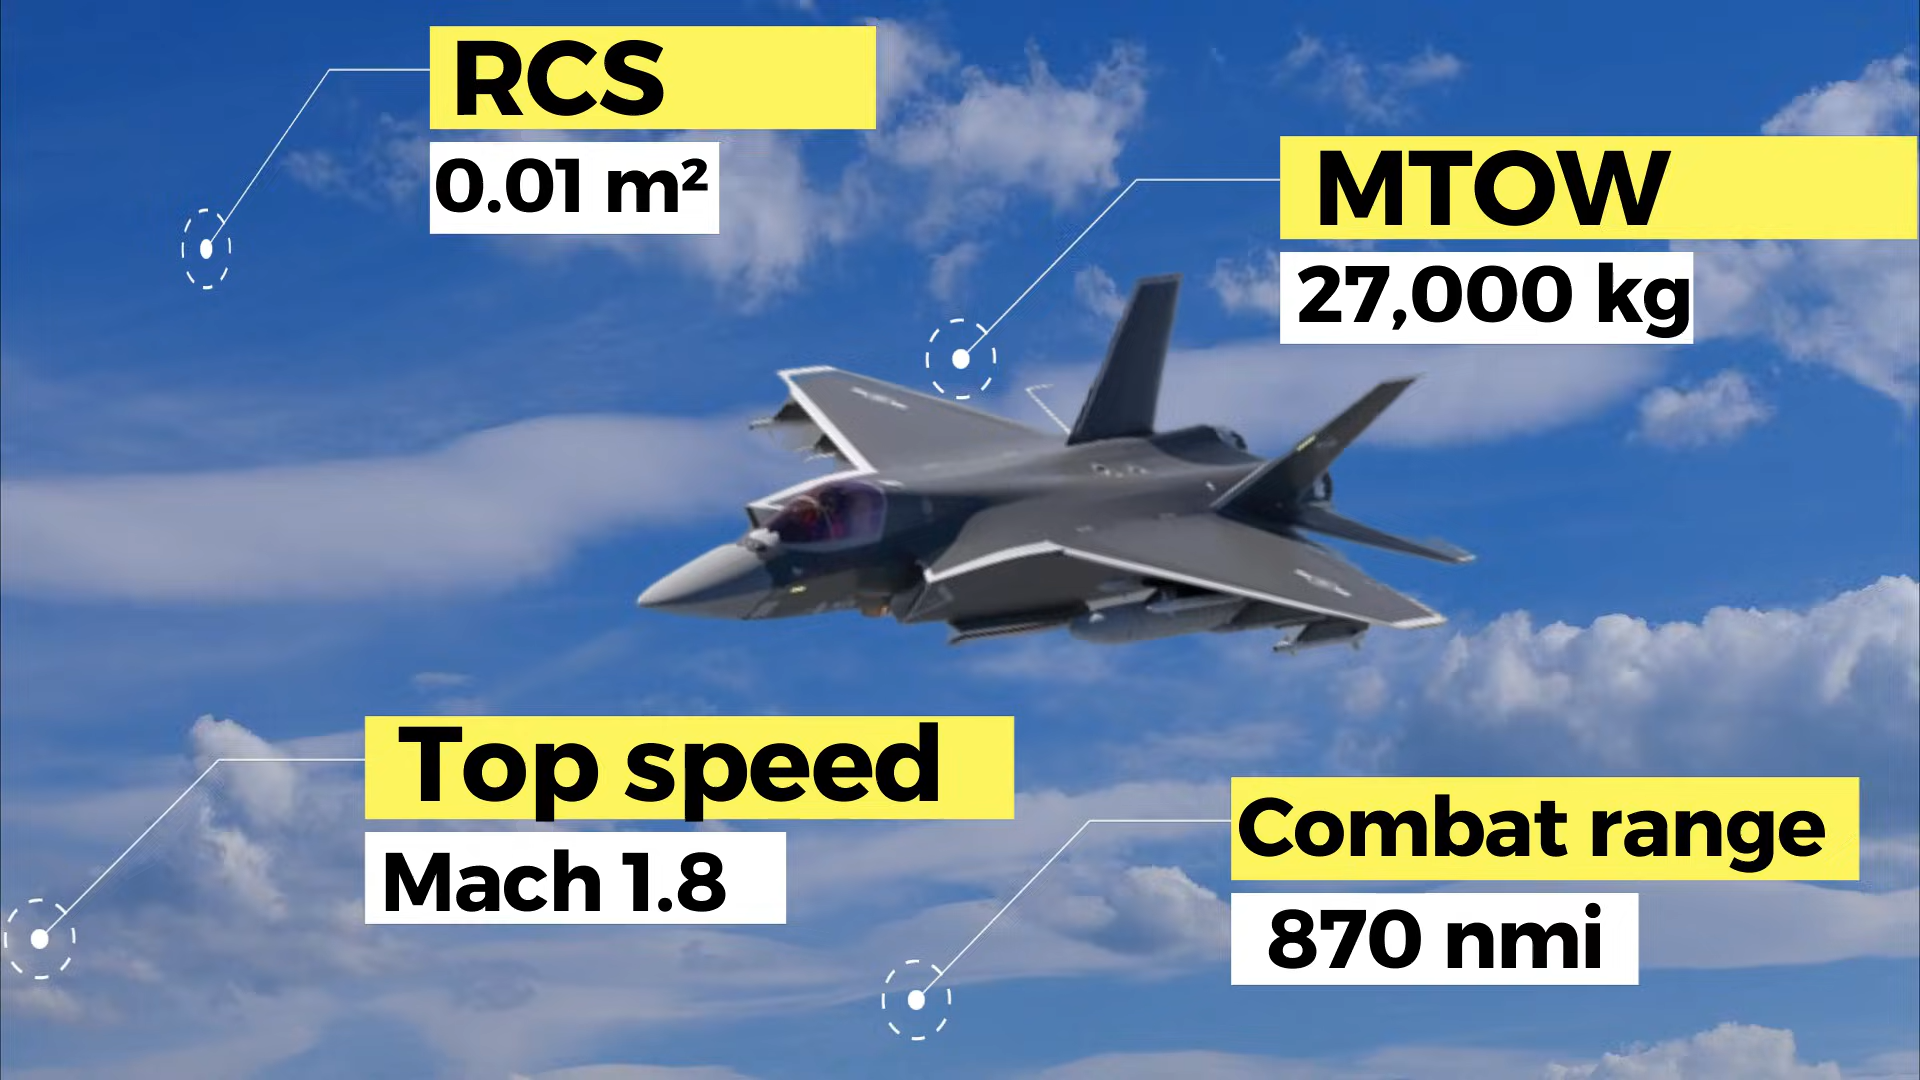 RCS
0.01 m²
MTOW
27,000 kg
Top speed
Mach 1.8
Combat range
870 nmi